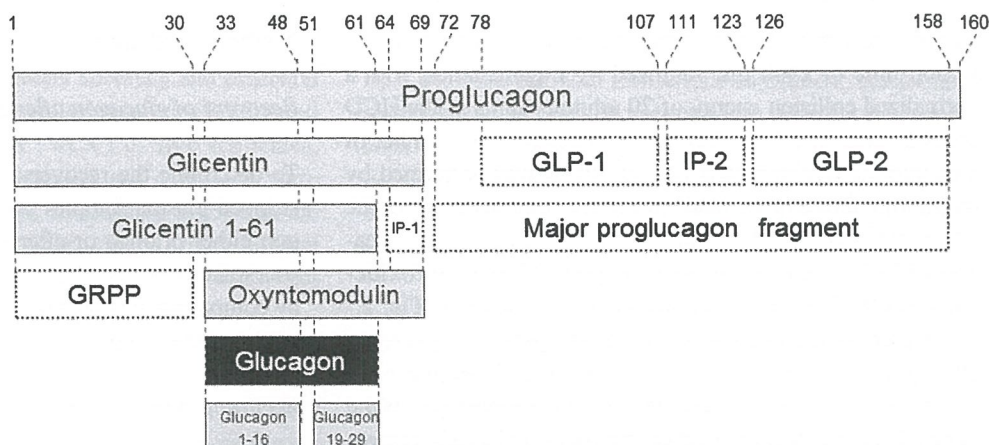 1 30 33 48 51 61 64 69 72 78 107 111 123 126 158 160
Proglucagon
Glicentin GLP-1 IP-2 GLP-2
Glicentin 1-61 IP-1 Major proglucagon fragment
GRPP Oxyntomodulin
Glucagon
Glucagon Glucagon
1-16 19-29